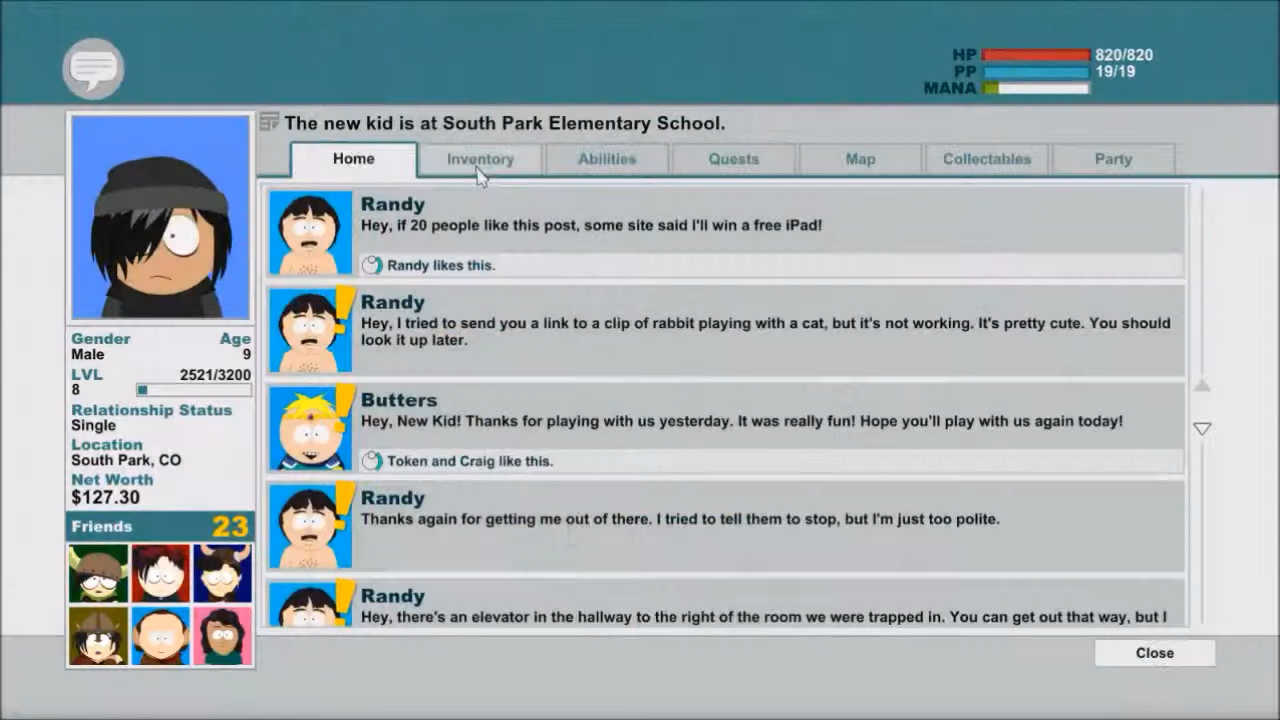 HP 820/820
PP 19/19
MANA
The new kid is at South Park Elementary School.
Home Inventory Abilities Quests Map Collectables Party
Randy
Hey, if 20 people like this post, some site said I'll win a free iPad!
Randy likes this.
Randy
Hey, I tried to send you a link to a clip of rabbit playing with a cat, but it's not working. It's pretty cute. You should
look it up later.
Butters
Hey, New Kid! Thanks for playing with us yesterday. It was really fun! Hope you'll play with us again today!
Token and Craig like this.
Randy
Thanks again for getting me out of there. I tried to tell them to stop, but I'm just too polite.
Randy
Hey, there's an elevator in the hallway to the right of the room we were trapped in. You can get out that way, but I
Gender Age
Male 9
LVL 2521/3200
8
Relationship Status
Single
Location
South Park, CO
Net Worth
$127.30
Friends 23
Close